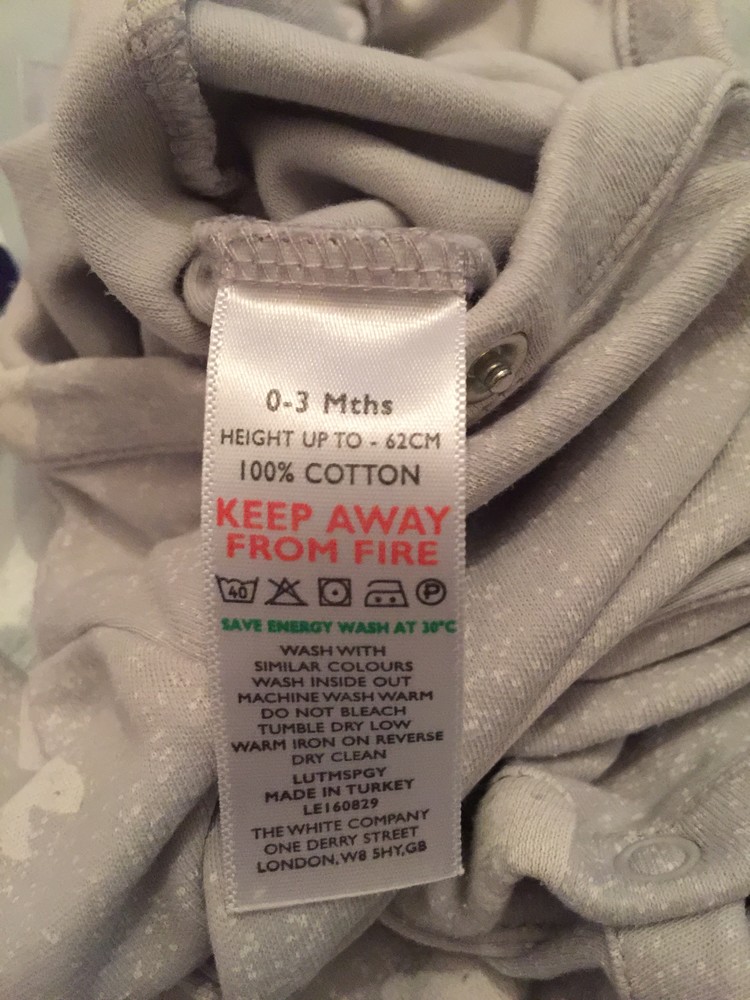 0-3 Mths
HEIGHT UP TO - 62CM
100% COTTON
KEEP AWAY
FROM FIRE
40 P
SAVE ENERGY WASH AT 30°C
WASH WITH
SIMILAR COLOURS
WASH INSIDE OUT
MACHINE WASH WARM
DO NOT BLEACH
TUMBLE DRY LOW
WARM IRON ON REVERSE
DRY CLEAN
LUTMSPGY
MADE IN TURKEY
LE160829
THE WHITE COMPANY
ONE DERRY STREET
LONDON, W8 5HY, GB